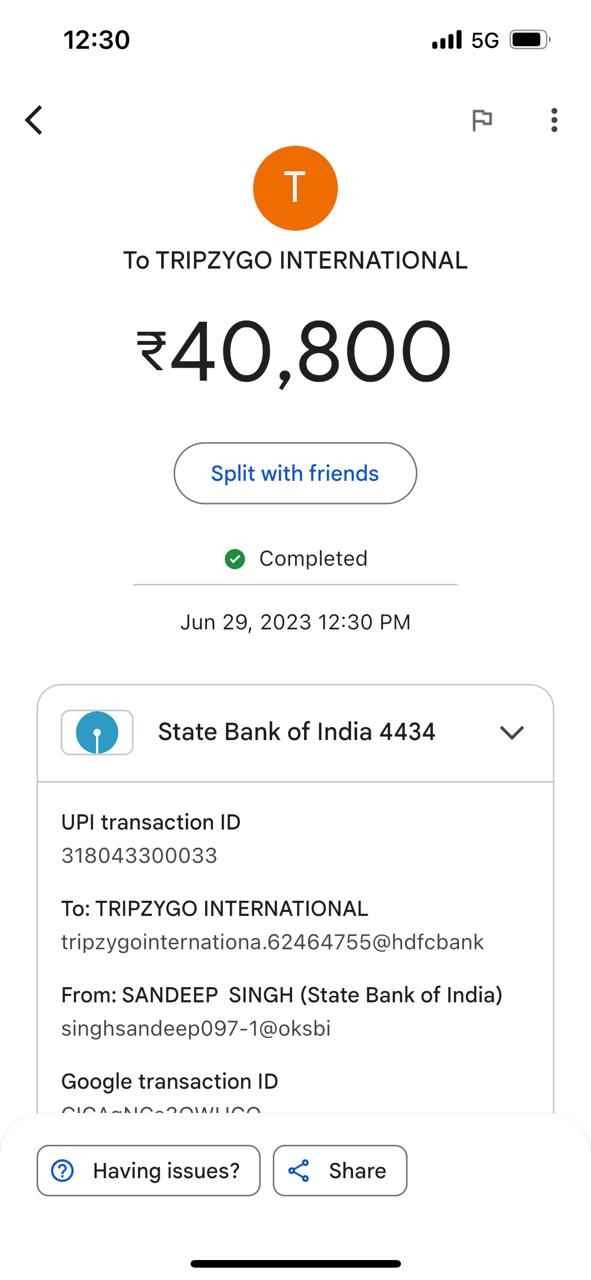 12:30
5G
T
To TRIPZYGO INTERNATIONAL
₹40,800
Split with friends
Completed
Jun 29, 2023 12:30 PM
State Bank of India 4434
UPI transaction ID
318043300033
To: TRIPZYGO INTERNATIONAL
tripzygointernationa.62464755@hdfcbank
From: SANDEEP  SINGH (State Bank of India)
singhsandeep097-1@oksbi
Google transaction ID
Having issues?
Share